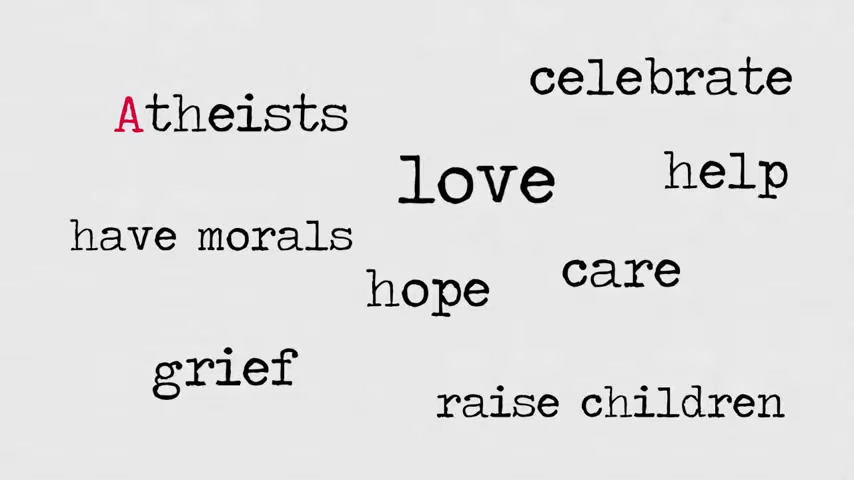 celebrate
Atheists
love
help
have morals
care
hope
grief
raise children